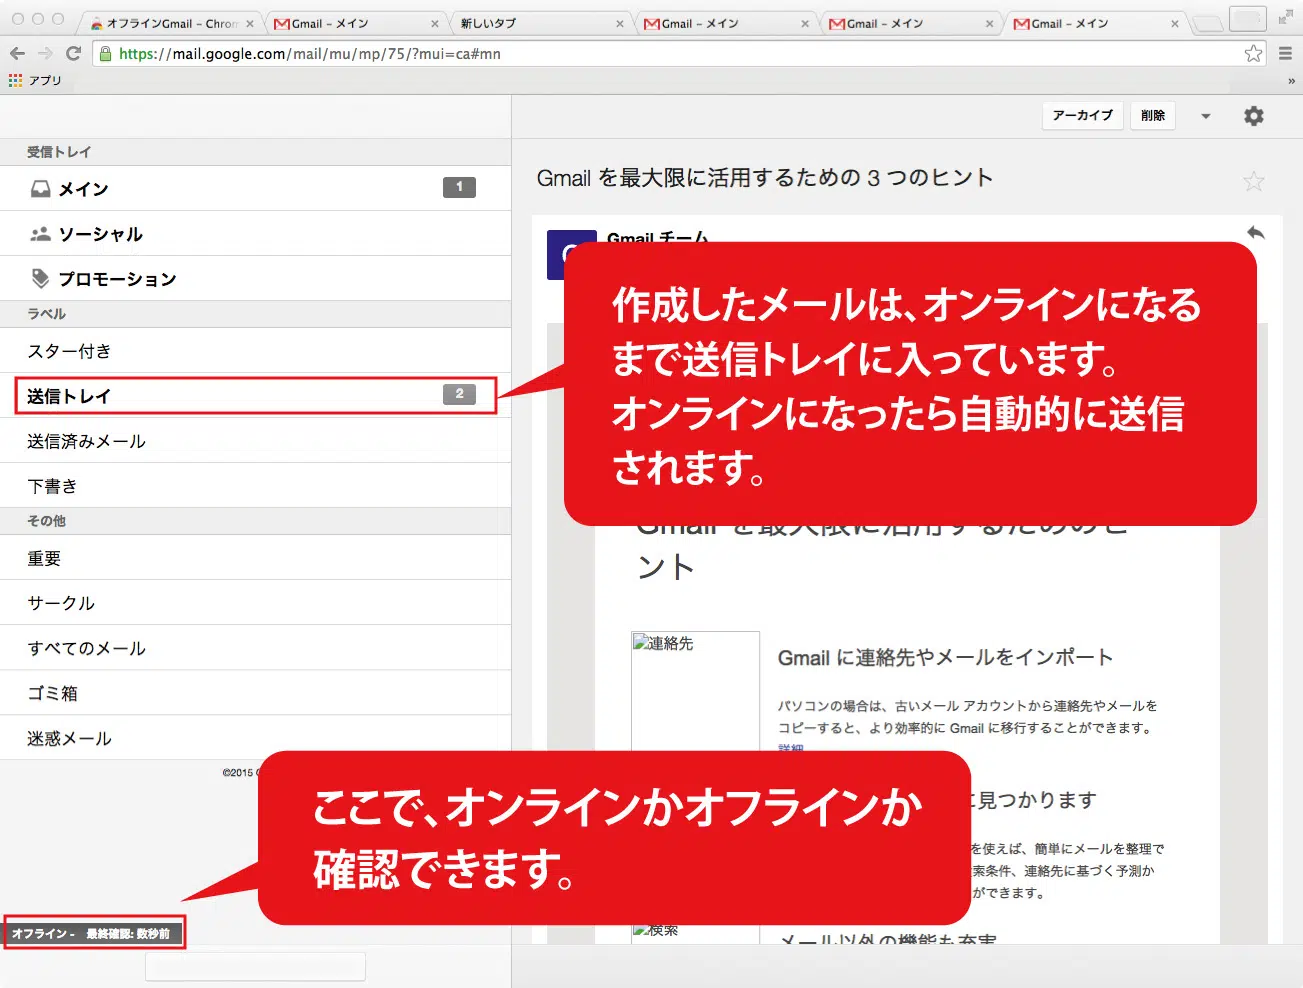 オフラインGmail – Chrom
Gmail – メイン
新しいタブ
Gmail – メイン
Gmail – メイン
Gmail – メイン
https://mail.google.com/mail/mu/mp/75/?mui=ca#mn
アプリ
»
アーカイブ
削除
受信トレイ
メイン
1
ソーシャル
プロモーション
ラベル
スター付き
送信トレイ
2
送信済みメール
下書き
その他
重要
サークル
すべてのメール
ゴミ箱
迷惑メール
©2015
オフライン - 最終確認: 数秒前
Gmail を最大限に活用するための 3 つのヒント
Gmail チーム
作成したメールは、オンラインになる
まで送信トレイに入っています。
オンラインになったら自動的に送信
されます。
Gmail を最大限に活用するためのヒ
ント
連絡先
Gmail に連絡先やメールをインポート
パソコンの場合は、古いメール アカウントから連絡先やメールを
コピーすると、より効率的に Gmail に移行することができます。
詳細
ここで、オンラインかオフラインか
確認できます。
見つかります
を使えば、簡単にメールを整理で
索条件、連絡先に基づく予測か
ができます。
検索
メール以外の機能も充実